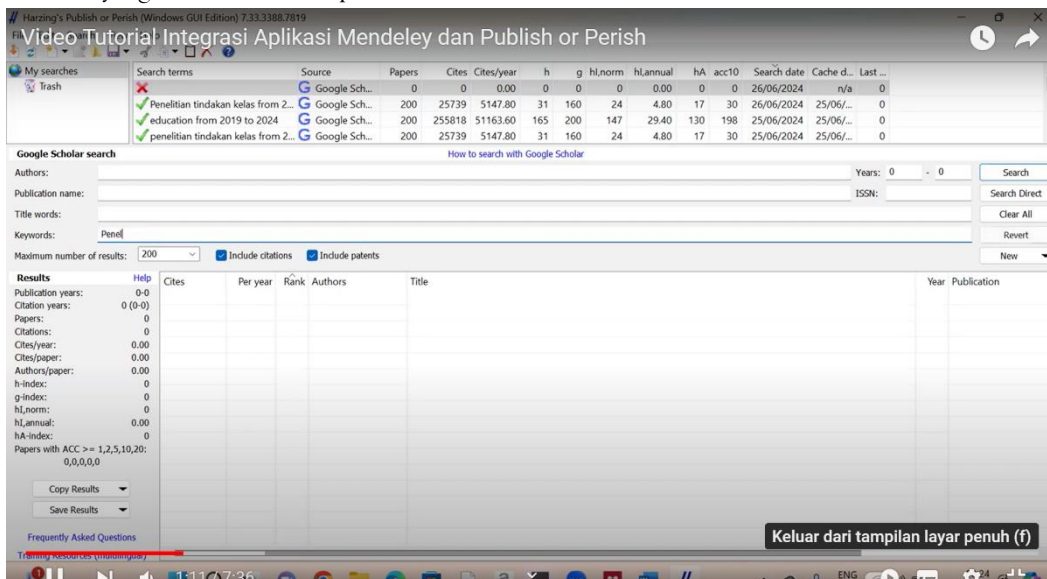 Harzing's Publish or Perish (Windows GUI Edition) 7.33.3388.7819
Video Tutorial Integrasi Aplikasi Mendeley dan Publish or Perish
My searches
Trash
Search terms Source Papers Cites Cites/year h g hI,norm hI,annual hA acc10 Search date Cache d... Last ...
Google Sch... 0 0 0.00 0 0 0 0.00 0 0 26/06/2024 n/a 0
Penelitian tindakan kelas from 2... Google Sch... 200 25739 5147.80 31 160 24 4.80 17 30 26/06/2024 25/06/... 0
education from 2019 to 2024 Google Sch... 200 255818 51163.60 165 200 147 29.40 130 198 25/06/2024 25/06/... 0
penelitian tindakan kelas from 2... Google Sch... 200 25739 5147.80 31 160 24 4.80 17 30 25/06/2024 25/06/... 0
Google Scholar search How to search with Google Scholar
Authors: Years: 0 - 0 Search
Publication name: ISSN: Search Direct
Title words: Clear All
Keywords: Penel Revert
Maximum number of results: 200 Include citations Include patents New
Results Help
Cites Per year Rank Authors Title Year Publication
Publication years: 0-0
Citation years: 0 (0-0)
Papers: 0
Citations: 0
Cites/year: 0.00
Cites/paper: 0.00
Authors/paper: 0.00
h-index: 0
g-index: 0
hI,norm: 0
hI,annual: 0.00
hA-index: 0
Papers with ACC >= 1,2,5,10,20:
0,0,0,0,0
Copy Results
Save Results
Frequently Asked Questions
Training Resources (multilingual)
Keluar dari tampilan layar penuh (f)
1:11 / 7:36
ENG